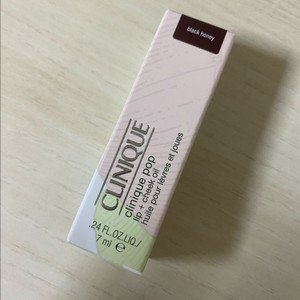 black honey
CLINIQUE
clinique pop
lip + cheek oil
huile pour lèvres et joues
.24 FL.OZ.LIQ./
7 ml e